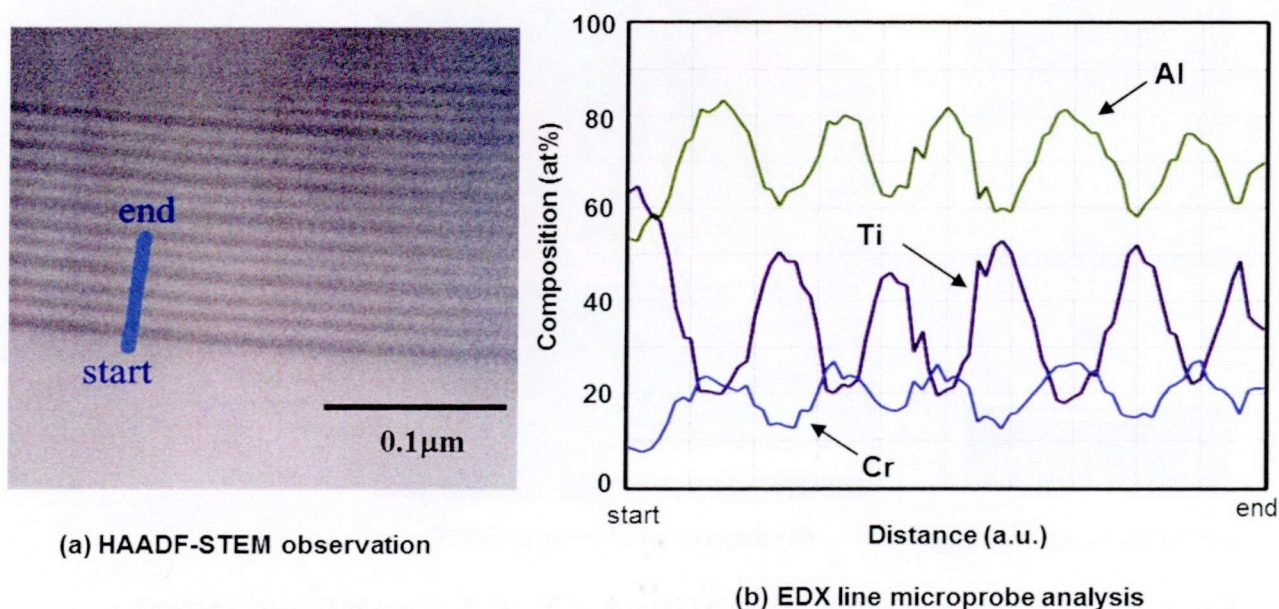 end
start
0.1μm
(a) HAADF-STEM observation
100
80
60
40
20
0
Composition (at%)
Al
Ti
Cr
start
end
Distance (a.u.)
(b) EDX line microprobe analysis